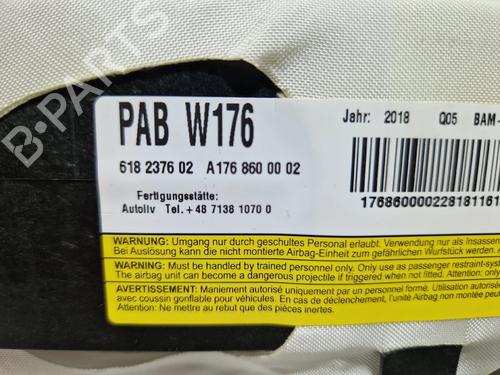 PAB W176
Jahr: 2018 Q05 BAM-
618 2376 02 A176 860 00 02
Fertigungsstätte:
Autoliv Tel.+48 7138 1070 0
176860000228181161
WARNUNG: Umgang nur durch geschultes Personal erlaubt. Verwendung nur als Insassen
Bei Auslösung kann die nicht montierte Airbag-Einheit zum gefährlichen Wurfstück werden.
WARNING: Must be handled by trained personnel only. Only use as passenger restraint-syst
The airbag unit can become a dangerous projectile if triggered when not fitted. Attention: only
AVERTISSEMENT: Maniement autorisé uniquement par un personnel formé. Utilisation autorisée
avec coussin gonflable pour véhicules. En cas de déclenchement, l'unité Airbag non montée peut
Attention: Ne mettre au rebut que des pièces inertes.
B-PARTS